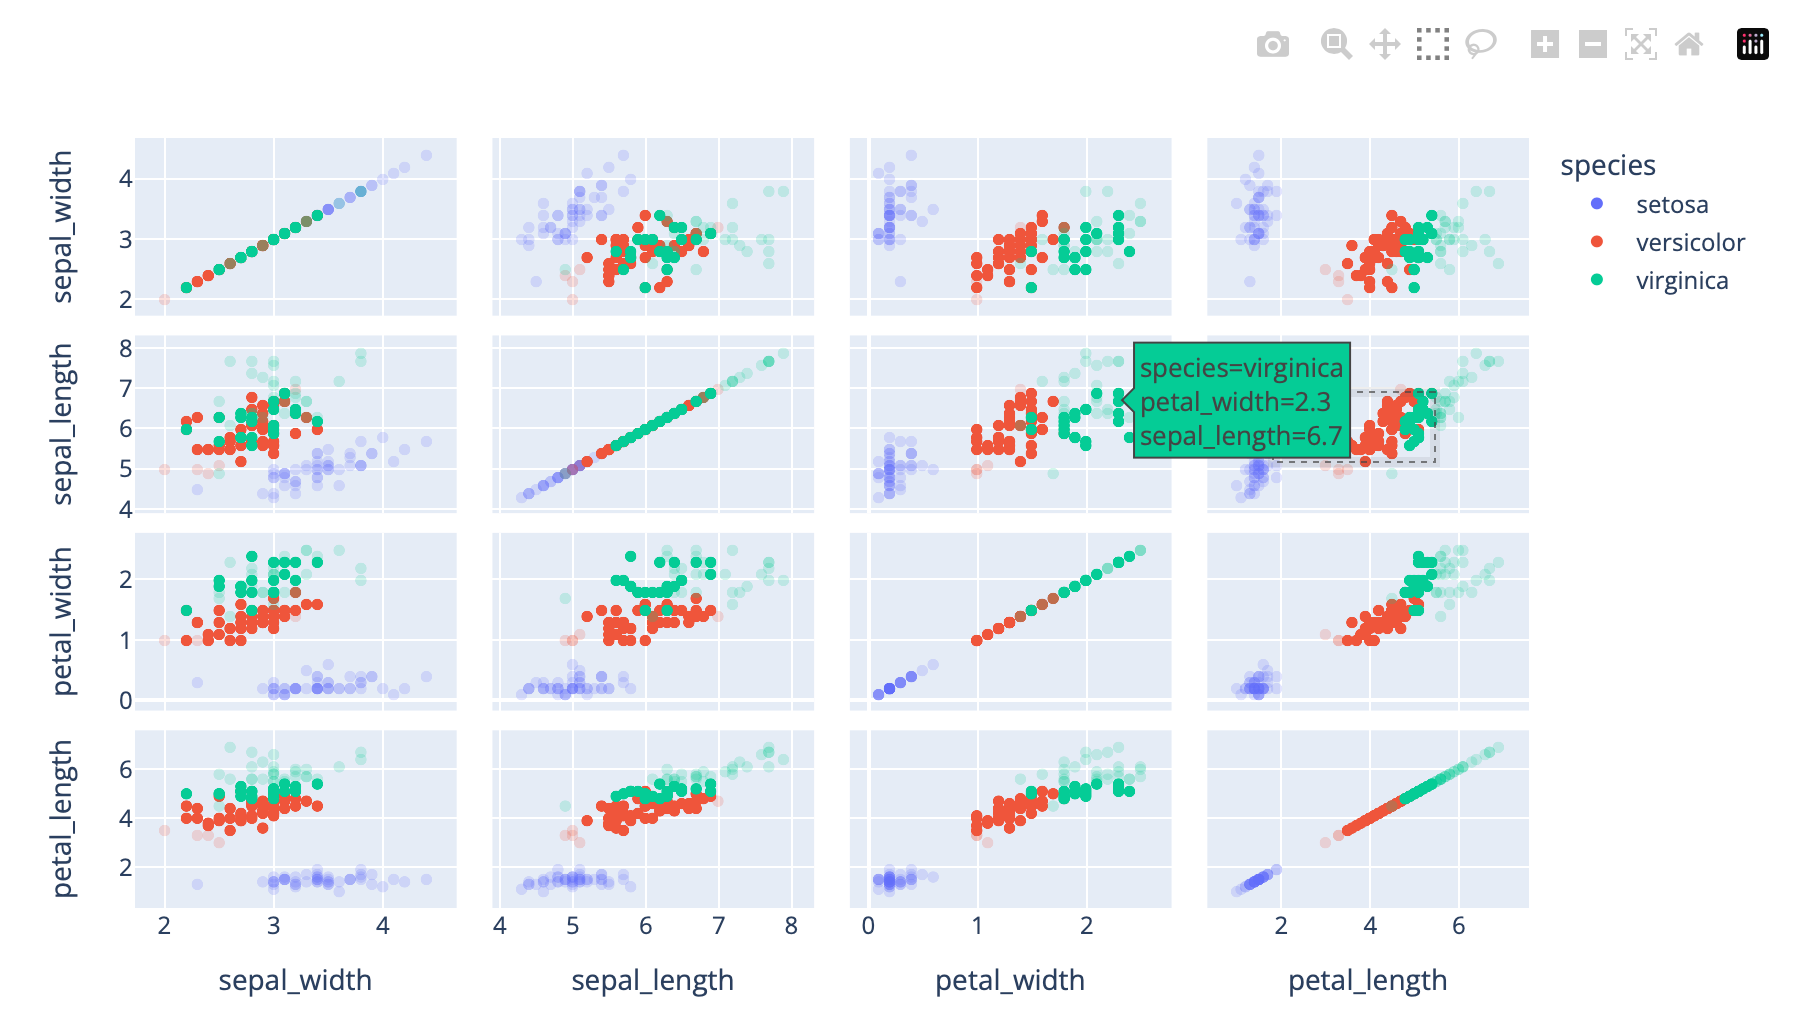 sepal_width
4
3
2
species
setosa
versicolor
virginica
sepal_length
8
7
6
5
4
species=virginica
petal_width=2.3
sepal_length=6.7
petal_width
2
1
0
petal_length
6
4
2
2 3 4
4 5 6 7 8
0 1 2
2 4 6
sepal_width sepal_length petal_width petal_length